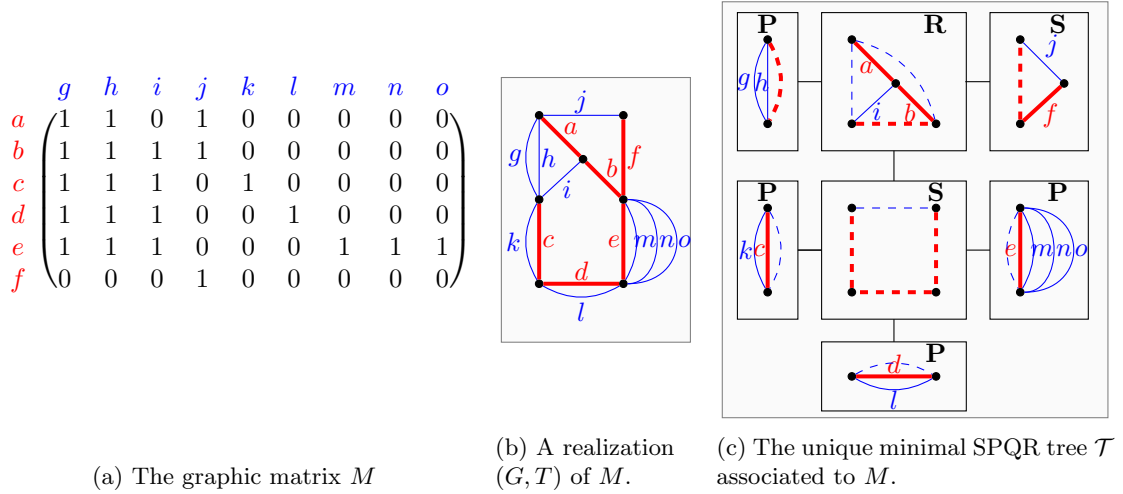 g h i j k l m n o
a 1 1 0 1 0 0 0 0 0
b 1 1 1 1 0 0 0 0 0
c 1 1 1 0 1 0 0 0 0
d 1 1 1 0 0 1 0 0 0
e 1 1 1 0 0 0 1 1 1
f 0 0 0 1 0 0 0 0 0
(a) The graphic matrix M
j
a
g h b f
i
k c e m n o
d
l
(b) A realization
(G, T) of M.
P
g h
R
a
i b
S
j
f
P
k c
S
P
e m n o
P
d
l
(c) The unique minimal SPQR tree 𝒯
associated to M.